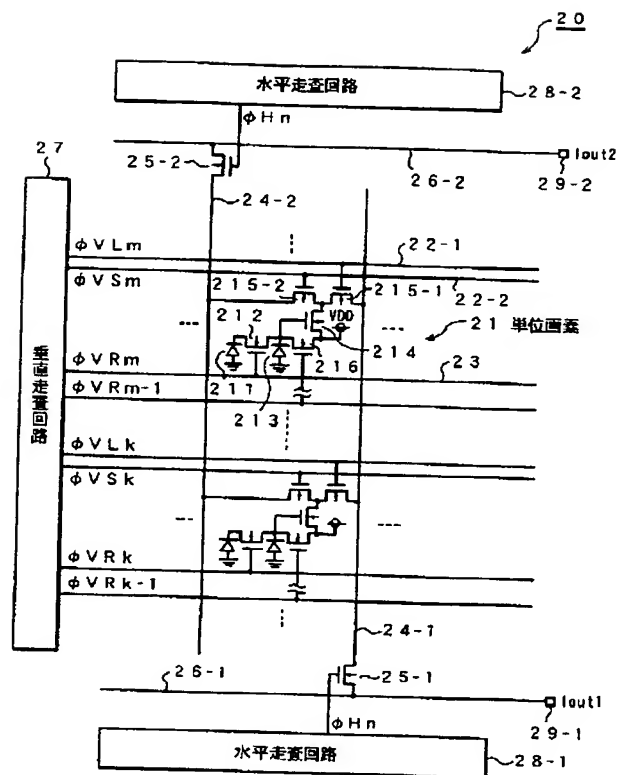 20
水平走査回路
28-2
φHn
27
25-2
Iout2
26-2
29-2
24-2
φVLm
22-1
φVSm
22-2
215-2
215-1
212
VDD
21 単位画素
214
216
φVRm
23
211
213
φVRm-1
垂直走査回路
φVLk
φVSk
φVRk
φVRk-1
24-1
26-1
25-1
Iout1
φHn
29-1
水平走査回路
28-1